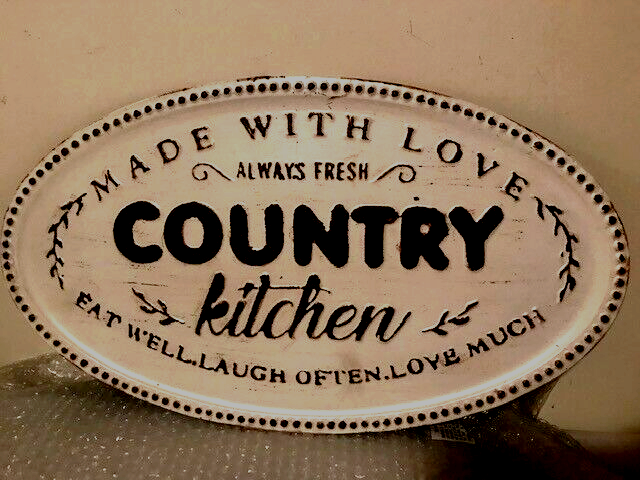 MADE WITH LOVE
ALWAYS FRESH
COUNTRY
kitchen
EAT WELL.LAUGH OFTEN.LOVE MUCH